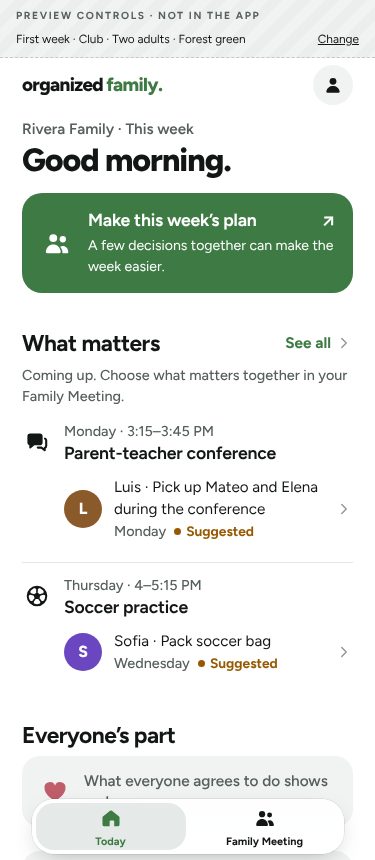 PREVIEW CONTROLS · NOT IN THE APP
First week · Club · Two adults · Forest green Change
organized family.
Rivera Family · This week
Good morning.
Make this week's plan
A few decisions together can make the
week easier.
What matters See all
Coming up. Choose what matters together in your
Family Meeting.
Monday · 3:15–3:45 PM
Parent-teacher conference
L
Luis · Pick up Mateo and Elena
during the conference
Monday Suggested
Thursday · 4–5:15 PM
Soccer practice
S
Sofia · Pack soccer bag
Wednesday Suggested
Everyone's part
What everyone agrees to do shows
Today Family Meeting